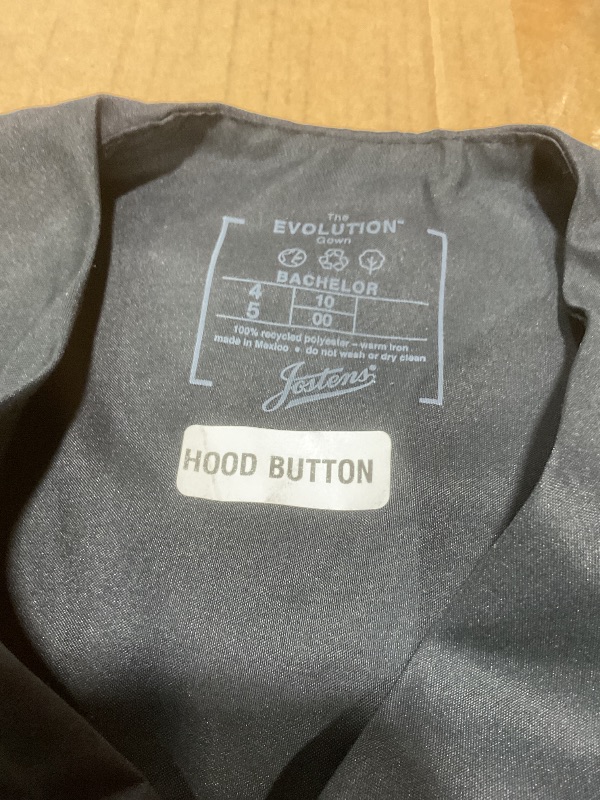 The
EVOLUTION™
Gown
BACHELOR
4 10
5 00
100% recycled polyester – warm iron
made in Mexico • do not wash or dry clean
Jostens®
HOOD BUTTON